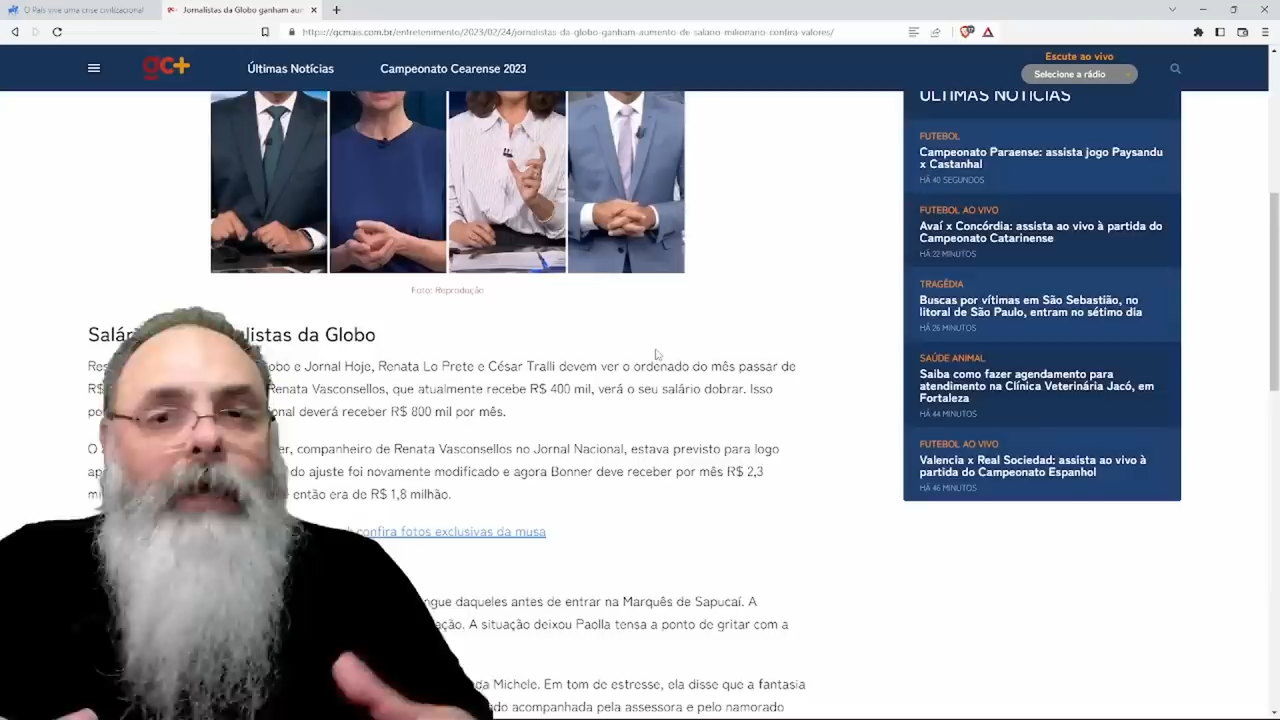 O País vive uma crise civilizacional
Jornalistas da Globo ganham aum
https://gcmais.com.br/entretenimento/2023/02/24/jornalistas-da-globo-ganham-aumento-de-salario-milionario-confira-valores/
gc+
Últimas Notícias
Campeonato Cearense 2023
Escute ao vivo
Selecione a rádio
ÚLTIMAS NOTÍCIAS
FUTEBOL
Campeonato Paraense: assista jogo Paysandu
x Castanhal
HÁ 40 SEGUNDOS
FUTEBOL AO VIVO
Avaí x Concórdia: assista ao vivo à partida do
Campeonato Catarinense
HÁ 22 MINUTOS
TRAGÉDIA
Buscas por vítimas em São Sebastião, no
litoral de São Paulo, entram no sétimo dia
HÁ 26 MINUTOS
SAÚDE ANIMAL
Saiba como fazer agendamento para
atendimento na Clínica Veterinária Jacó, em
Fortaleza
HÁ 44 MINUTOS
FUTEBOL AO VIVO
Valencia x Real Sociedad: assista ao vivo à
partida do Campeonato Espanhol
HÁ 46 MINUTOS
Foto: Reprodução
Salár listas da Globo
Res obo e Jornal Hoje, Renata Lo Prete e César Tralli devem ver o ordenado do mês passar de
R$ Renata Vasconsellos, que atualmente recebe R$ 400 mil, verá o seu salário dobrar. Isso
po onal deverá receber R$ 800 mil por mês.
O a er, companheiro de Renata Vasconsellos no Jornal Nacional, estava previsto para logo
ap do ajuste foi novamente modificado e agora Bonner deve receber por mês R$ 2,3
mi então era de R$ 1,8 milhão.
confira fotos exclusivas da musa
ngue daqueles antes de entrar na Marquês de Sapucaí. A
ação. A situação deixou Paolla tensa a ponto de gritar com a
da Michele. Em tom de estresse, ela disse que a fantasia
ndo acompanhada pela assessora e pelo namorado